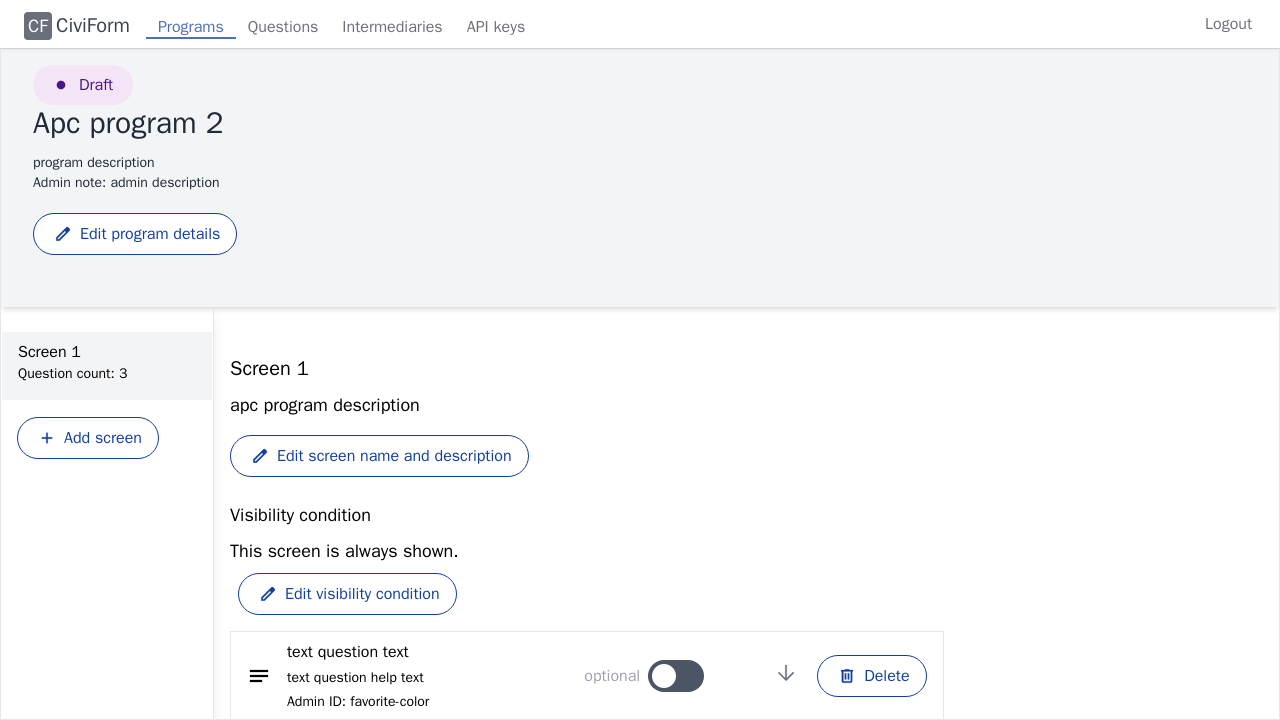 CF CiviForm Programs Questions Intermediaries API keys Logout
Draft
Apc program 2
program description
Admin note: admin description
Edit program details
Screen 1
Question count: 3
Add screen
Screen 1
apc program description
Edit screen name and description
Visibility condition
This screen is always shown.
Edit visibility condition
text question text
text question help text
Admin ID: favorite-color
optional
Delete